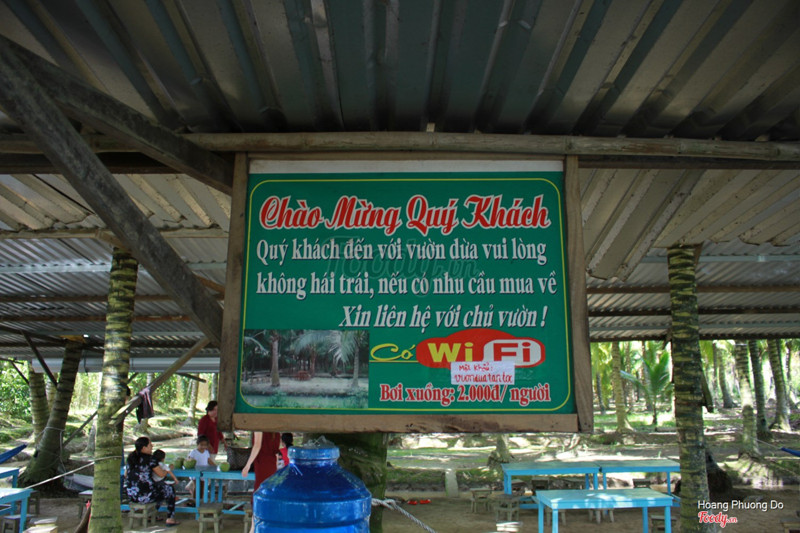 Chào Mừng Quý Khách
Quý khách đến với vườn dừa vui lòng
không hái trái, nếu có nhu cầu mua về
Xin liên hệ với chủ vườn !
Có WiFi
Bơi xuồng: 2.000đ/ người
Foody.vn
Hoang Phuong Do
Foody.vn